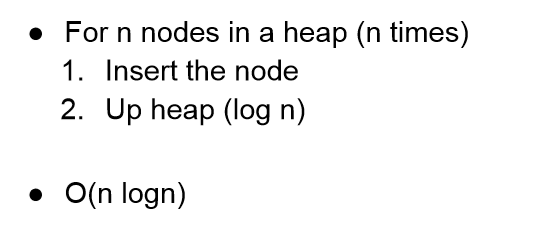 ● For n nodes in a heap (n times)
1. Insert the node
2. Up heap (log n)
● O(n logn)